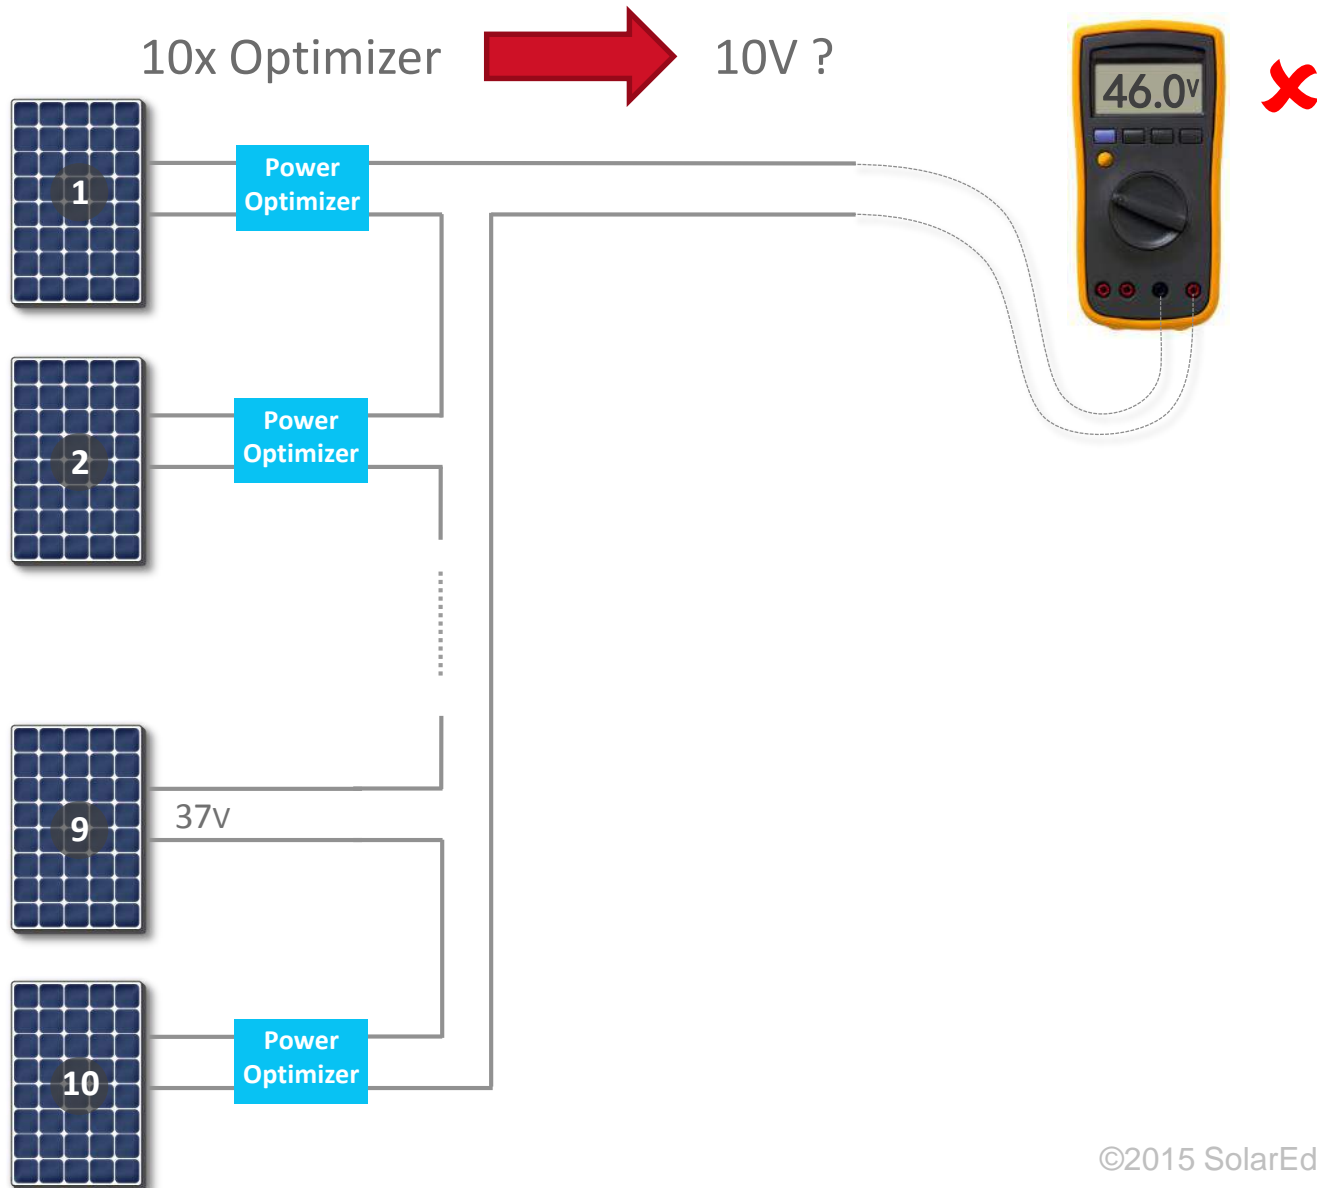 10x Optimizer
10V ?
46.0V
1
Power
Optimizer
2
Power
Optimizer
9
37V
10
Power
Optimizer
©2015 SolarEd